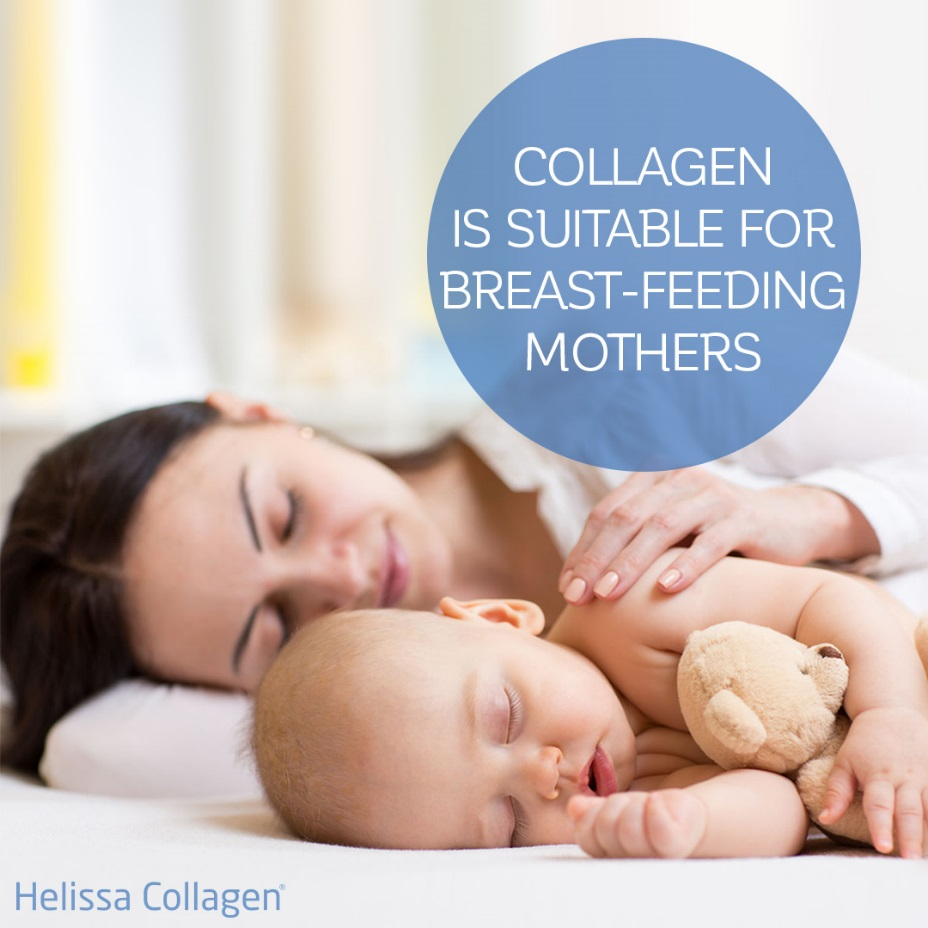 COLLAGEN
IS SUITABLE FOR
BREAST-FEEDING
MOTHERS
Helissa Collagen®